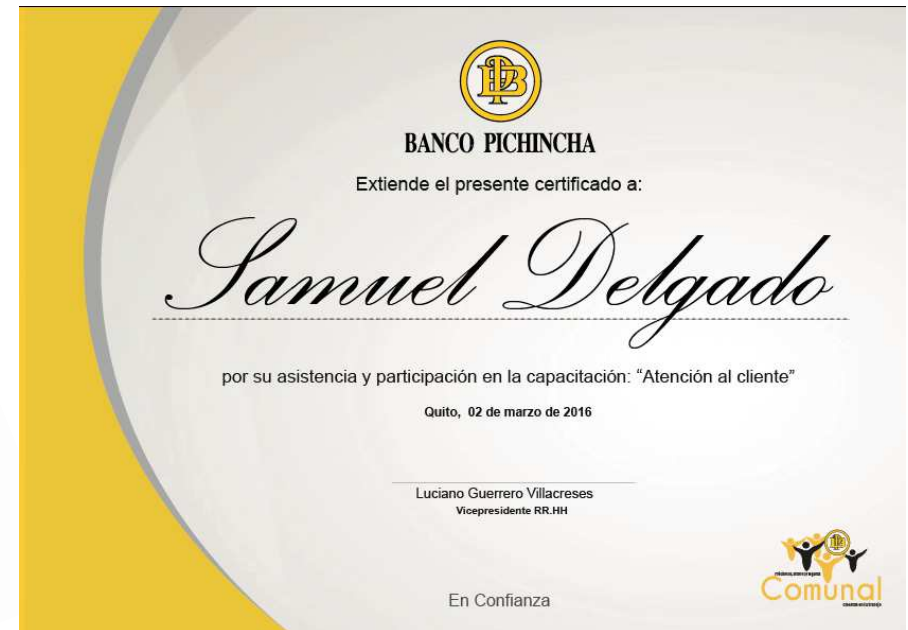 BANCO PICHINCHA
Extiende el presente certificado a:
Samuel Delgado
por su asistencia y participación en la capacitación: “Atención al cliente”
Quito, 02 de marzo de 2016
Luciano Guerrero Villacreses
Vicepresidente RR.HH
Comunal
En Confianza